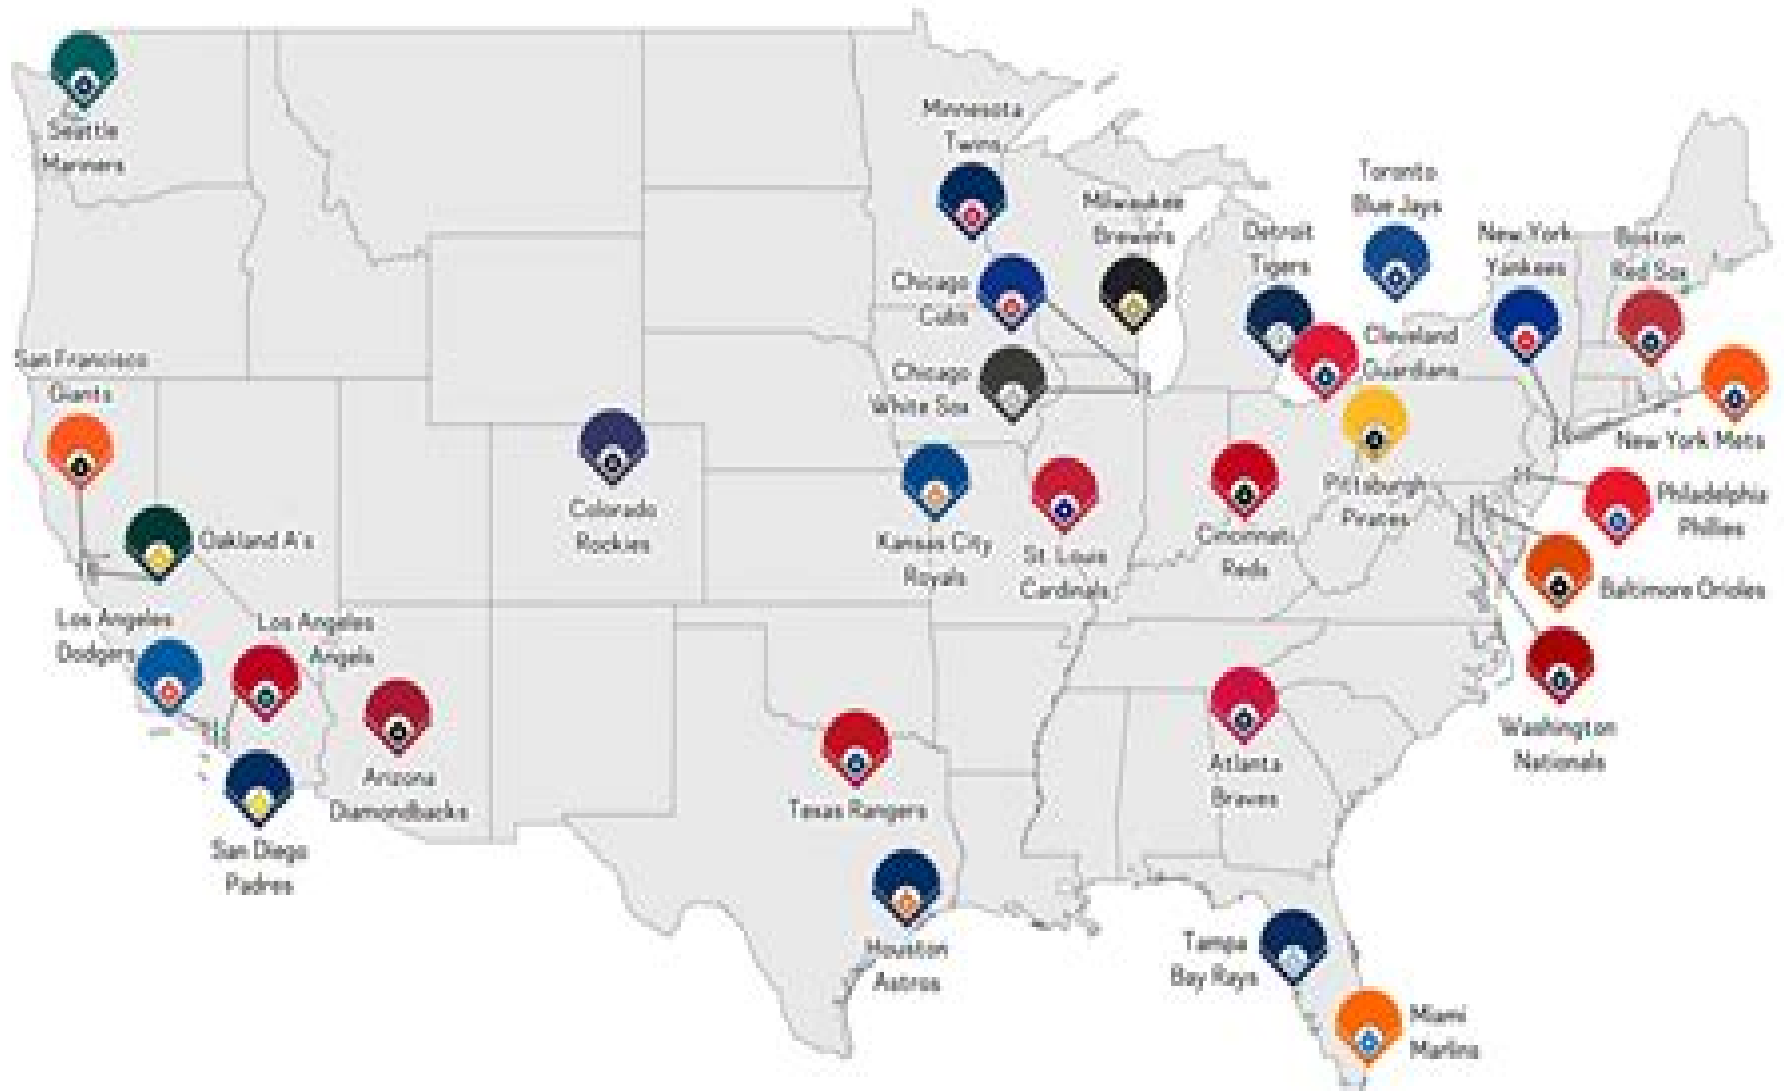 Seattle
Mariners
Minnesota
Twins
Toronto
Blue Jays
Milwaukee
Brewers
Detroit
Tigers
New York
Yankees
Boston
Red Sox
Chicago
Cubs
Cleveland
Guardians
San Francisco
Giants
Chicago
White Sox
New York Mets
Pittsburgh
Pirates
Philadelphia
Phillies
Colorado
Rockies
Oakland A's
Kansas City
Royals
St. Louis
Cardinals
Cincinnati
Reds
Baltimore Orioles
Los Angeles
Dodgers
Los Angeles
Angels
Arizona
Diamondbacks
Washington
Nationals
Atlanta
Braves
Texas Rangers
San Diego
Padres
Houston
Astros
Tampa
Bay Rays
Miami
Marlins